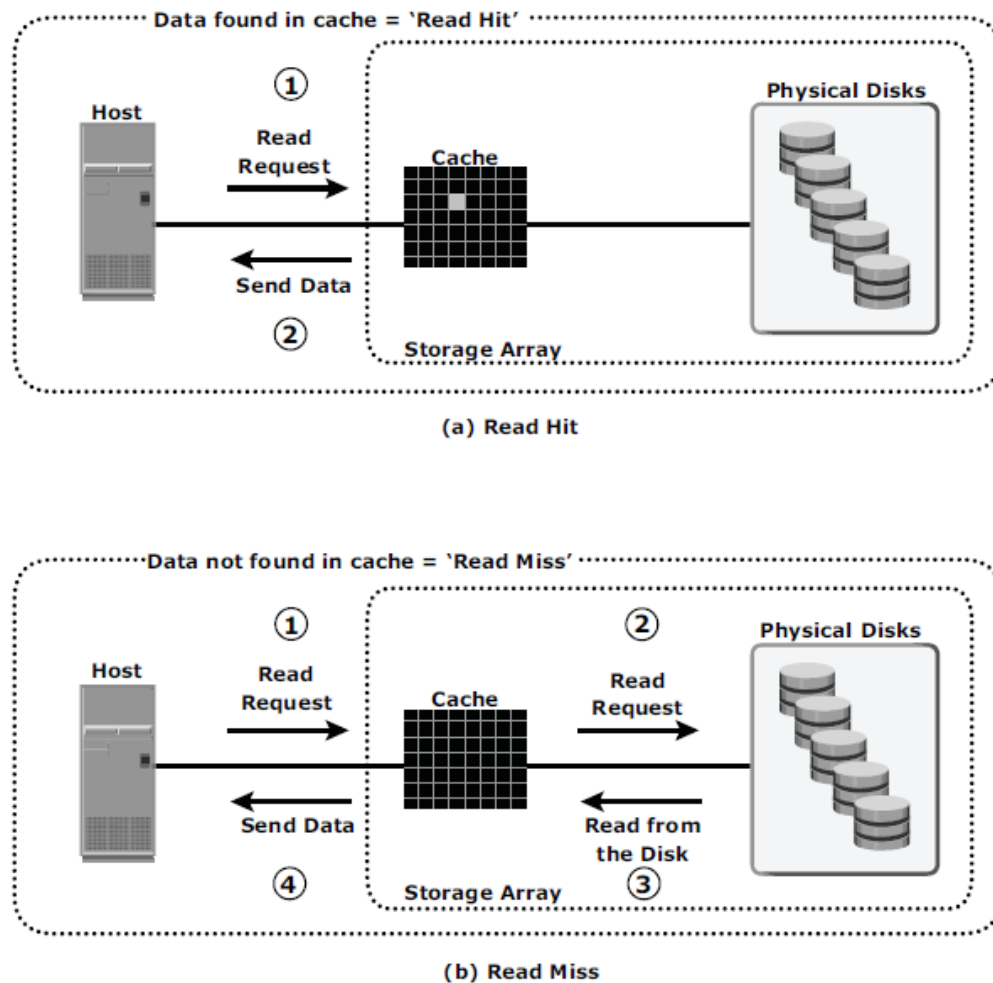 Data found in cache = ‘Read Hit’
①
Physical Disks
Host
Read
Request
Cache
Send Data
②
Storage Array
(a) Read Hit
Data not found in cache = ‘Read Miss’
①
②
Physical Disks
Host
Read
Request
Cache
Read
Request
Send Data
Read from
the Disk
④
③
Storage Array
(b) Read Miss